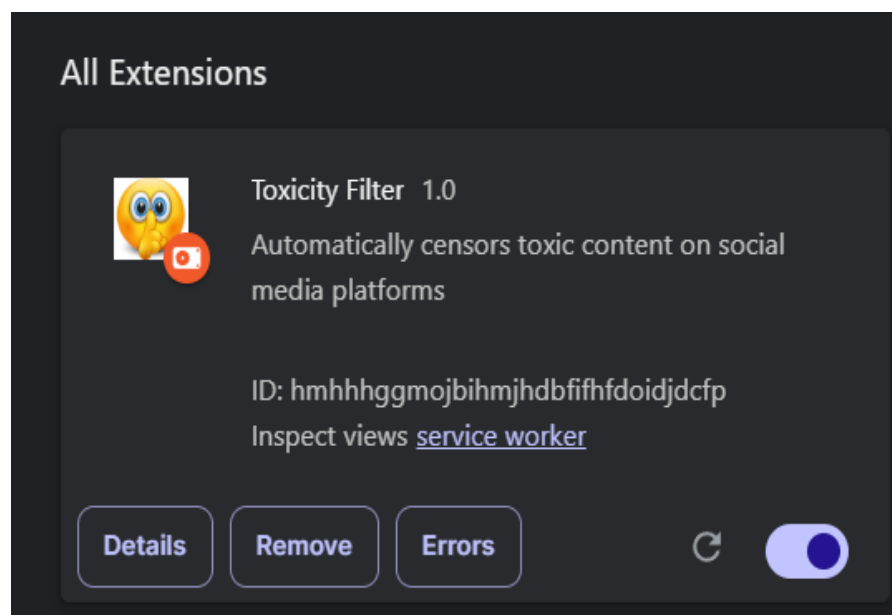 All Extensions
Toxicity Filter 1.0
Automatically censors toxic content on social
media platforms
ID: hmhhhggmojbihmjhdbfifhfdoidjdcfp
Inspect views service worker
Details Remove Errors